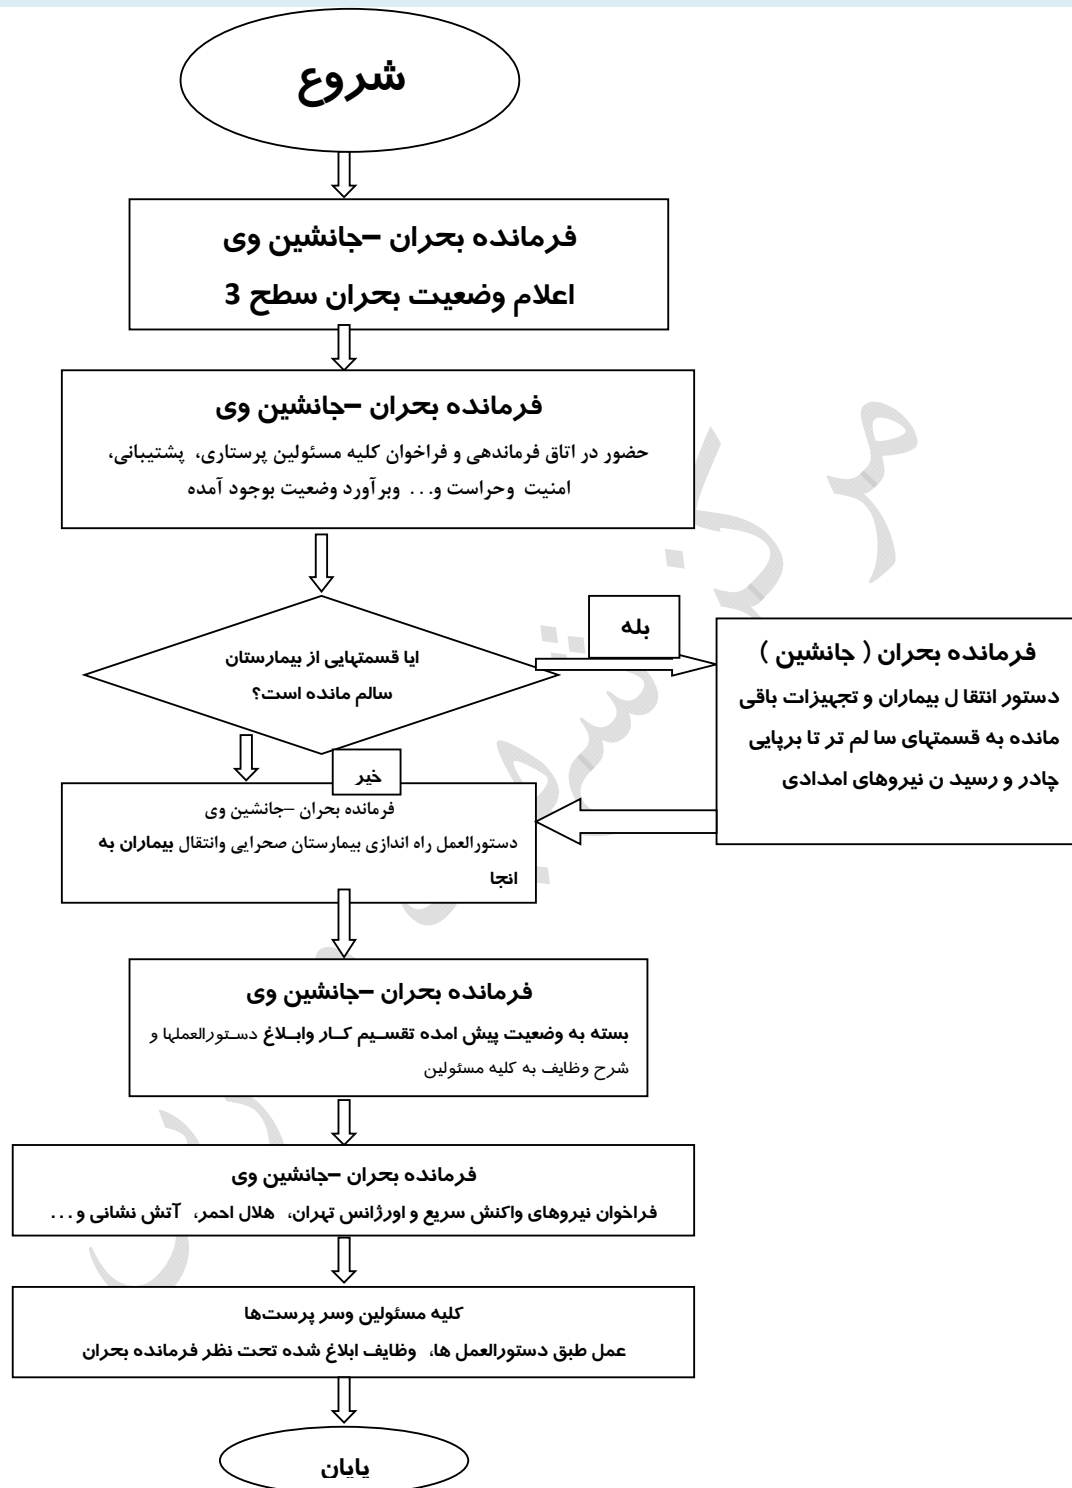 شروع
فرمانده بحران –جانشین وی
اعلام وضعیت بحران سطح 3
فرمانده بحران –جانشین وی
حضور در اتاق فرماندهی و فراخوان کلیه مسئولین پرستاری، پشتیبانی،
امنیت وحراست و... وبرآورد وضعیت بوجود آمده
ایا قسمتهایی از بیمارستان
سالم مانده است؟
بله
فرمانده بحران ( جانشین )
دستور انتقا ل بیماران و تجهیزات باقی
مانده به قسمتهای سا لم تر تا برپایی
چادر و رسید ن نیروهای امدادی
خیر
فرمانده بحران –جانشین وی
دستورالعمل راه اندازی بیمارستان صحرایی وانتقال بیماران به
انجا
فرمانده بحران –جانشین وی
بسته به وضعیت پیش امده تقسیم کار وابلاغ دستورالعملها و
شرح وظایف به کلیه مسئولین
فرمانده بحران –جانشین وی
فراخوان نیروهای واکنش سریع و اورژانس تهران، هلال احمر، آتش نشانی و...
کلیه مسئولین وسر پرست‌ها
عمل طبق دستورالعمل ها، وظایف ابلاغ شده تحت نظر فرمانده بحران
پایان